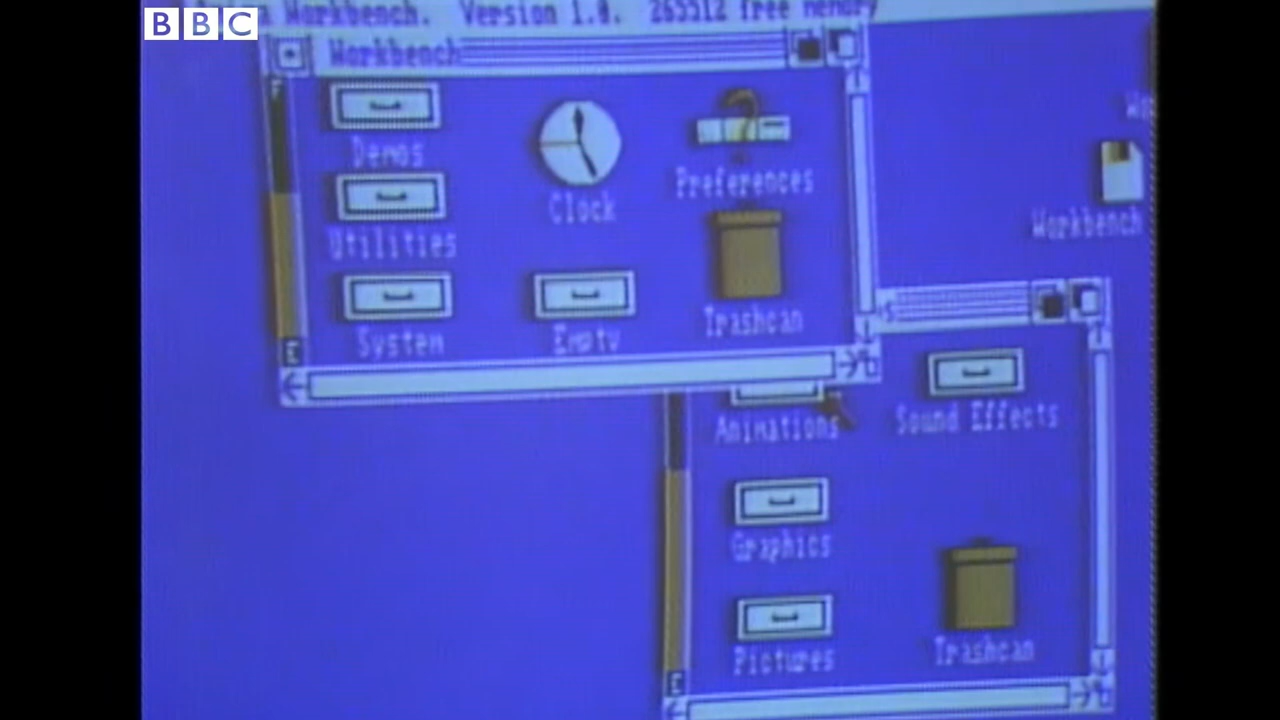 BBC
Workbench. Version 1.0. 265512 free memory
Workbench
Demos
Clock
Preferences
Utilities
Workbench
System
Empty
Trashcan
Animations
Sound Effects
Graphics
Pictures
Trashcan
E
F
E